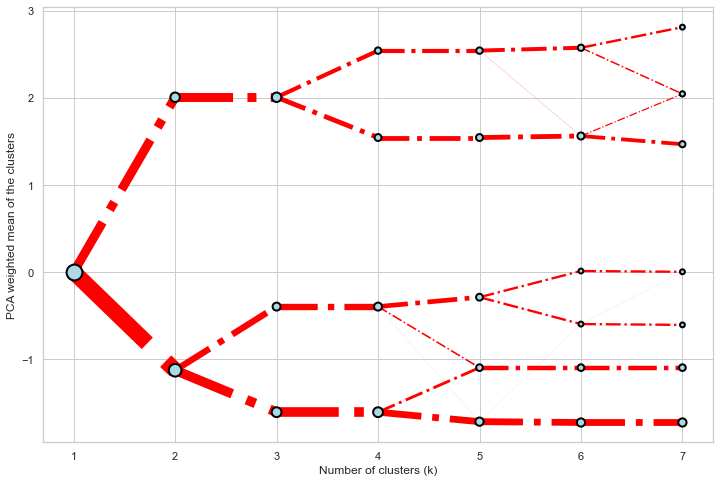 3
2
1
0
−1
PCA weighted mean of the clusters
1 2 3 4 5 6 7
Number of clusters (k)